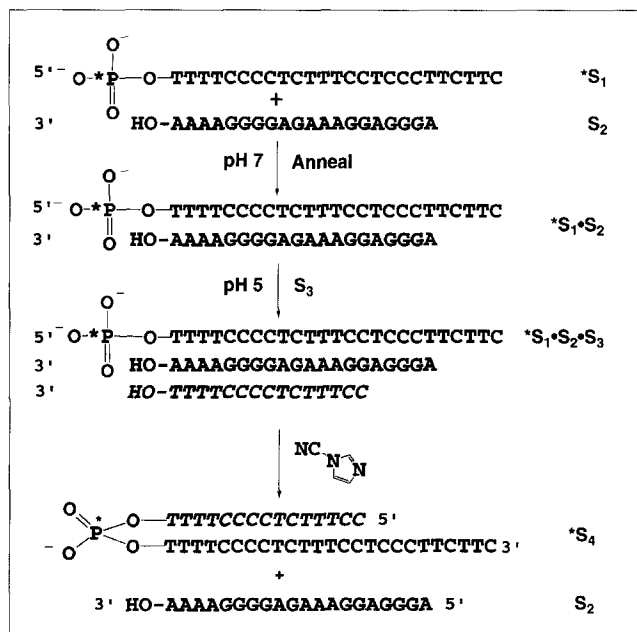 O⁻
5'⁻ O-*P-O-TTTTCCCCTCTTTCCTCCCTTCTTC *S₁
O +
3' HO-AAAAGGGGAGAAAGGAGGGA S₂
pH 7 Anneal
O⁻
5'⁻ O-*P-O-TTTTCCCCTCTTTCCTCCCTTCTTC
*S₁•S₂
3' O HO-AAAAGGGGAGAAAGGAGGGA
pH 5 S₃
O⁻
5'⁻ O-*P-O-TTTTCCCCTCTTTCCTCCCTTCTTC *S₁•S₂•S₃
3' O HO-AAAAGGGGAGAAAGGAGGGA
3' HO-TTTTCCCCTCTTTCC
NC N N
O * O-TTTTCCCCTCTTTCC 5'
P *S₄
⁻O O-TTTTCCCCTCTTTCCTCCCTTCTTC 3'
+
3' HO-AAAAGGGGAGAAAGGAGGGA 5' S₂